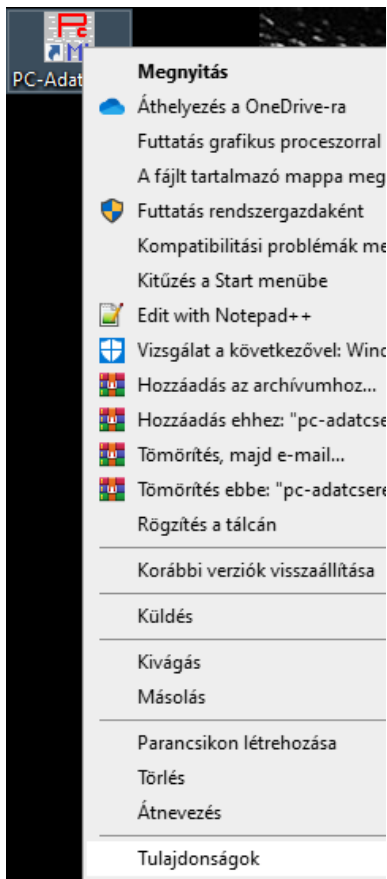 PC-Adat
Megnyitás
Áthelyezés a OneDrive-ra
Futtatás grafikus proceszorral
A fájlt tartalmazó mappa meg
Futtatás rendszergazdaként
Kompatibilitási problémák me
Kitűzés a Start menübe
Edit with Notepad++
Vizsgálat a következővel: Wind
Hozzáadás az archívumhoz...
Hozzáadás ehhez: "pc-adatcse
Tömörítés, majd e-mail...
Tömörítés ebbe: "pc-adatcsere
Rögzítés a tálcán
Korábbi verziók visszaállítása
Küldés
Kivágás
Másolás
Parancsikon létrehozása
Törlés
Átnevezés
Tulajdonságok